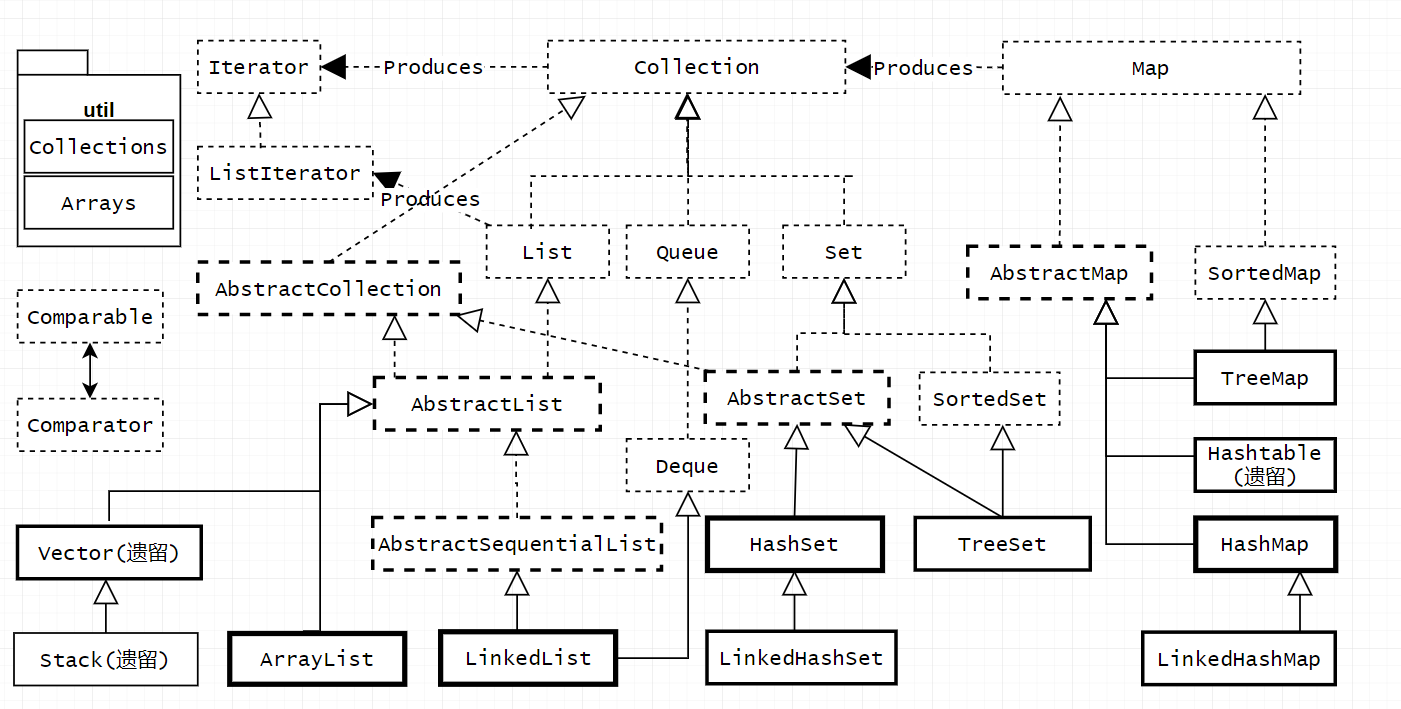 Iterator
Produces
Collection
Produces
Map
util
Collections
Arrays
ListIterator
Produces
List
Queue
Set
AbstractMap
SortedMap
AbstractCollection
Comparable
Comparator
AbstractList
AbstractSet
SortedSet
TreeMap
Deque
Hashtable
(遗留)
Vector(遗留)
AbstractSequentialList
HashSet
TreeSet
HashMap
Stack(遗留)
ArrayList
LinkedList
LinkedHashSet
LinkedHashMap